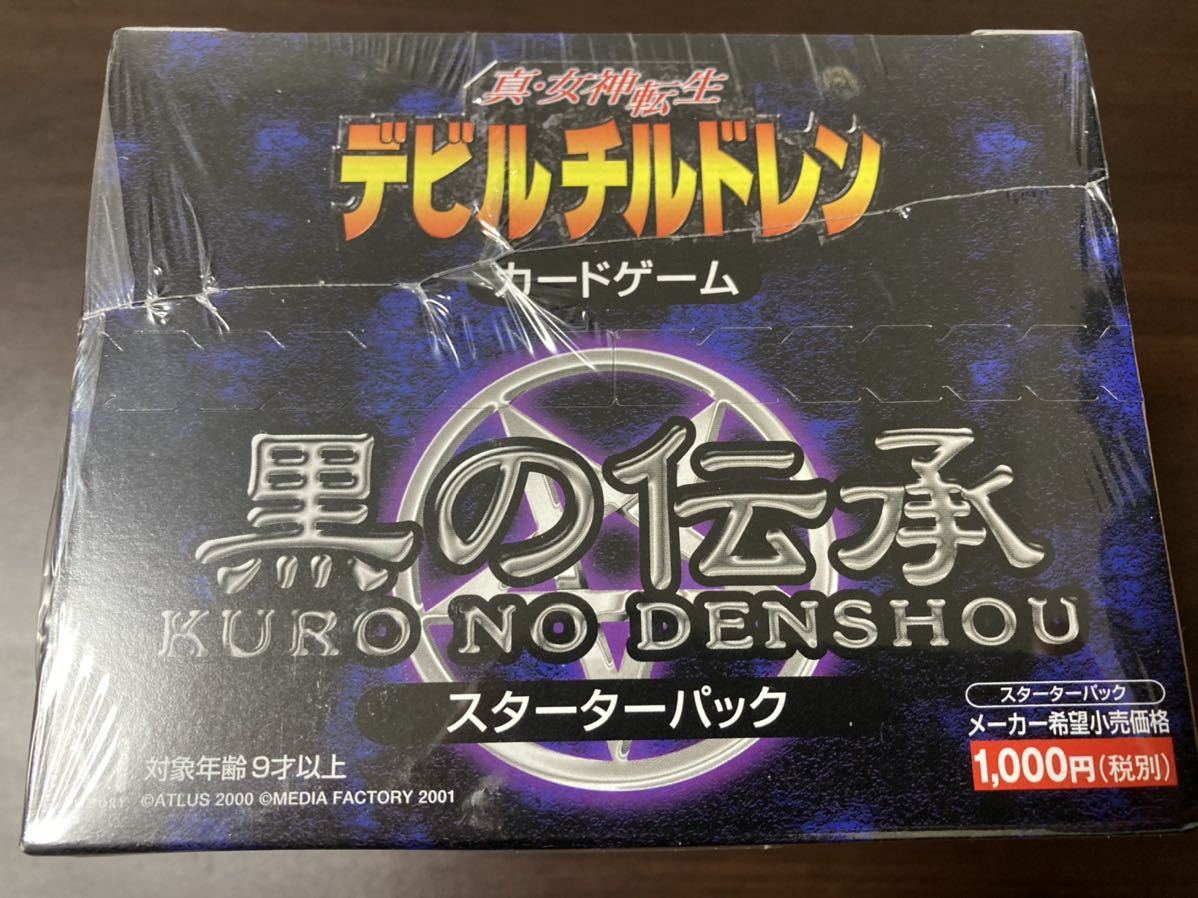 真・女神転生
デビルチルドレン
カードゲーム
黒の伝承
KURO NO DENSHOU
スターターパック
スターターパック
メーカー希望小売価格
1,000円(税別)
対象年齢9才以上
©ATLUS 2000 ©MEDIA FACTORY 2001